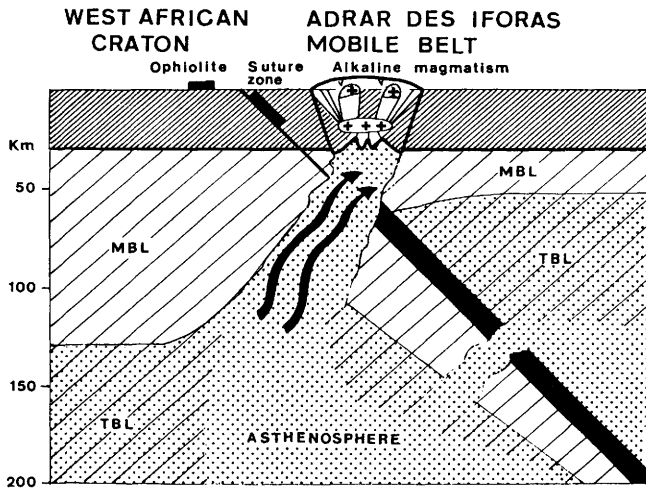 WEST AFRICAN
CRATON
ADRAR DES IFORAS
MOBILE BELT
Ophiolite
Suture
zone
Alkaline magmatism
Km
50
100
150
200
MBL
MBL
TBL
TBL
ASTHENOSPHERE